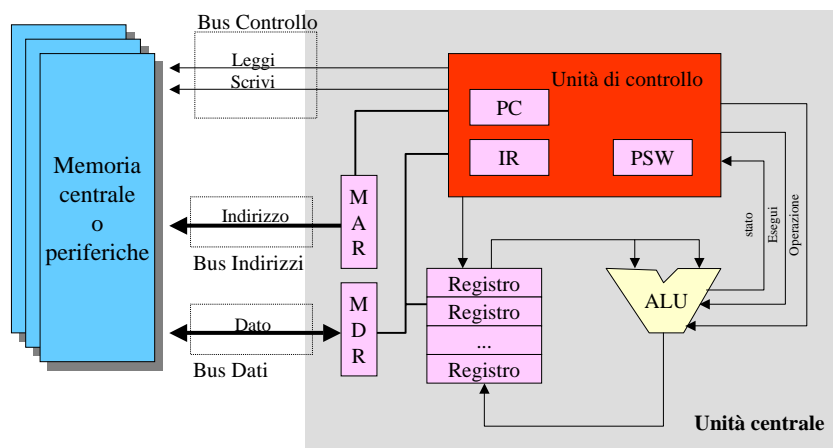 Bus Controllo
Leggi
Scrivi
Unità di controllo
PC
IR
PSW
Memoria
centrale
o
periferiche
Indirizzo
Bus Indirizzi
M
A
R
stato
Esegui
Operazione
Registro
Registro
...
Registro
ALU
Dato
Bus Dati
M
D
R
Unità centrale